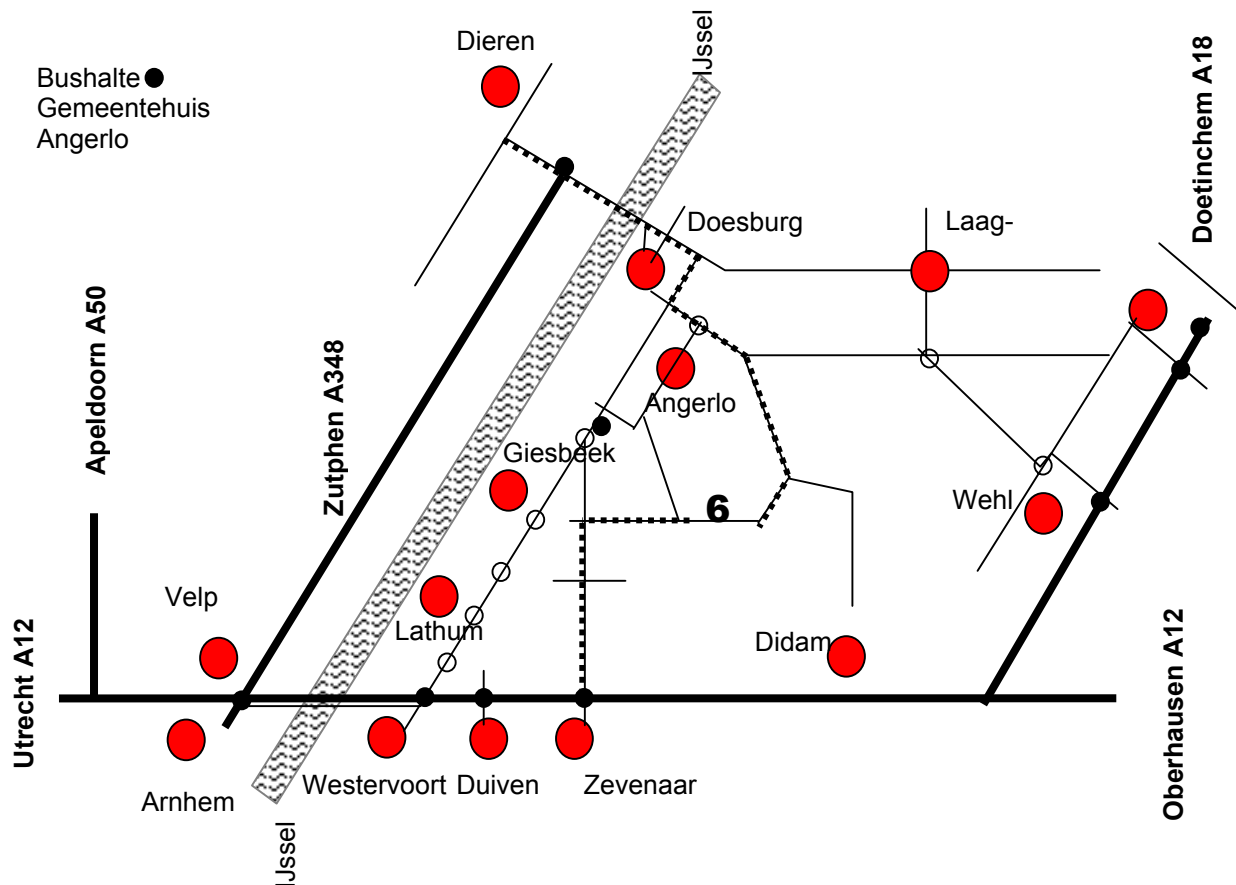 Dieren
IJssel
Doetinchem A18
Bushalte
Gemeentehuis
Angerlo
Doesburg
Laag-
Apeldoorn A50
Zutphen A348
Angerlo
Giesbeek
6
Wehl
Velp
Lathum
Didam
Utrecht A12
Oberhausen A12
Arnhem
Westervoort
Duiven
Zevenaar
IJssel